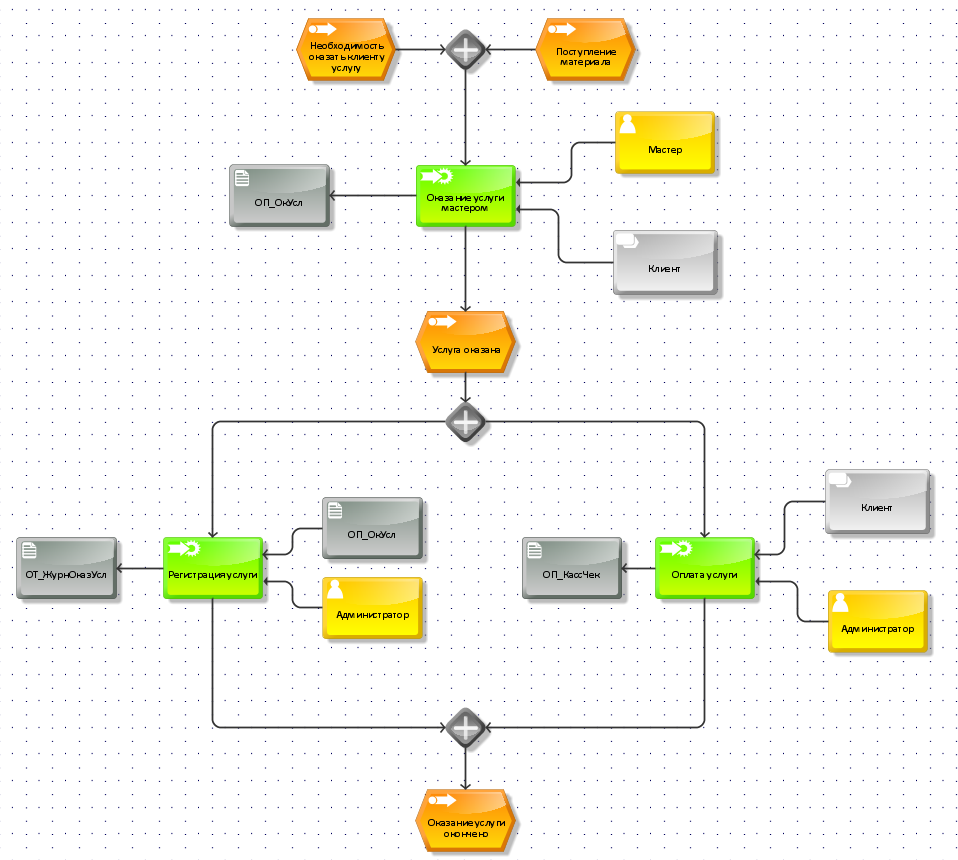 Необходимость
оказать клиенту
услугу
Поступление
материала
Мастер
ОП_ОкУсл
Оказание услуги
мастером
Клиент
Услуга оказана
ОП_ОкУсл
Клиент
ОТ_ЖурнОказУсл
Регистрация услуги
ОП_КассЧек
Оплата услуги
Администратор
Администратор
Оказание услуги
окончено